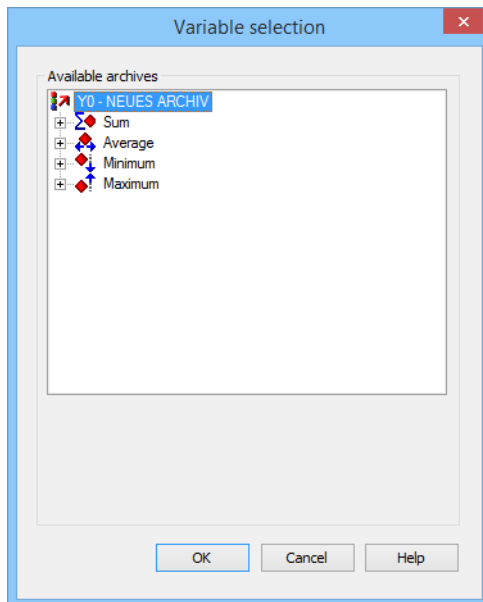 Variable selection
Available archives
Y0 - NEUES ARCHIV
Sum
Average
Minimum
Maximum
OK Cancel Help